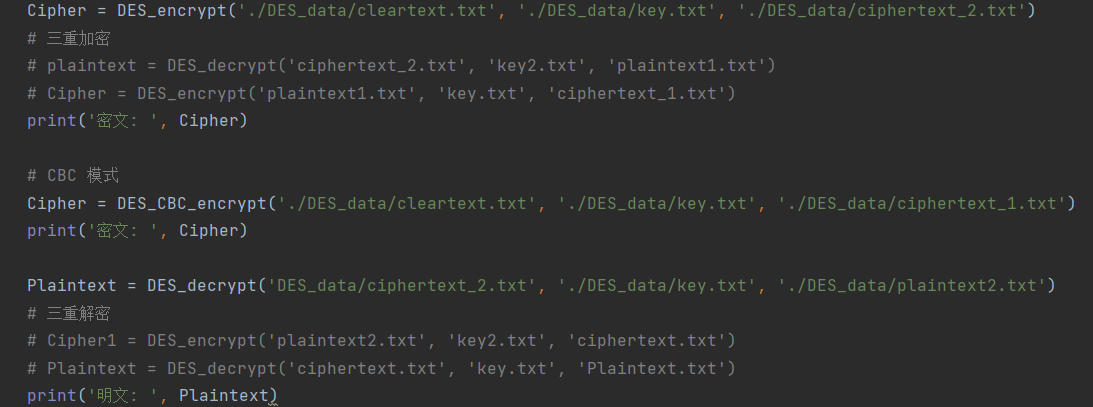 Cipher = DES_encrypt('./DES_data/cleartext.txt', './DES_data/key.txt', './DES_data/ciphertext_2.txt')
# 三重加密
# plaintext = DES_decrypt('ciphertext_2.txt', 'key2.txt', 'plaintext1.txt')
# Cipher = DES_encrypt('plaintext1.txt', 'key.txt', 'ciphertext_1.txt')
print('密文: ', Cipher)
# CBC 模式
Cipher = DES_CBC_encrypt('./DES_data/cleartext.txt', './DES_data/key.txt', './DES_data/ciphertext_1.txt')
print('密文: ', Cipher)
Plaintext = DES_decrypt('DES_data/ciphertext_2.txt', './DES_data/key.txt', './DES_data/plaintext2.txt')
# 三重解密
# Cipher1 = DES_encrypt('plaintext2.txt', 'key2.txt', 'ciphertext.txt')
# Plaintext = DES_decrypt('ciphertext.txt', 'key.txt', 'Plaintext.txt')
print('明文: ', Plaintext)